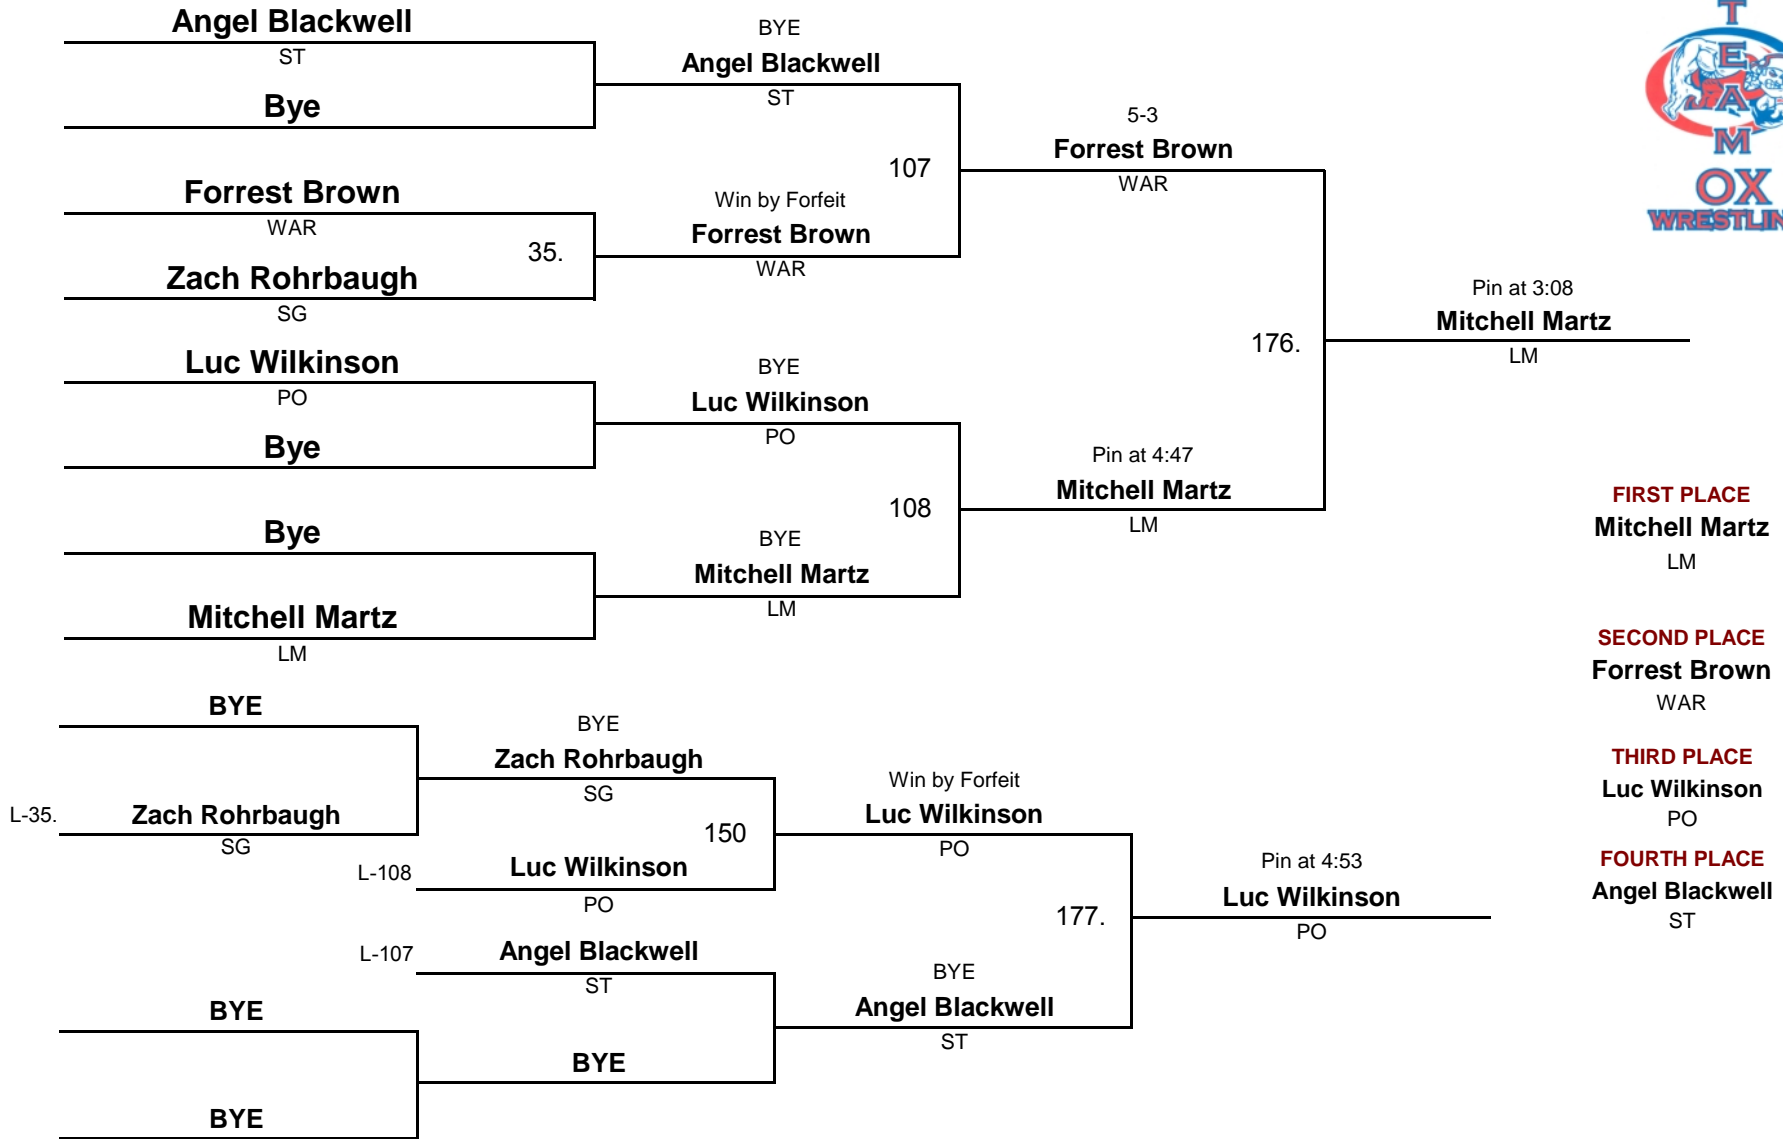 Angel Blackwell
ST
Bye
Forrest Brown
WAR
35.
Zach Rohrbaugh
SG
Luc Wilkinson
PO
Bye
Bye
Mitchell Martz
LM
BYE
Angel Blackwell
ST
107
Win by Forfeit
Forrest Brown
WAR
BYE
Luc Wilkinson
PO
108
BYE
Mitchell Martz
LM
5-3
Forrest Brown
WAR
176.
Pin at 4:47
Mitchell Martz
LM
Pin at 3:08
Mitchell Martz
LM
TEAM
OX
FIRST PLACE
Mitchell Martz
LM
SECOND PLACE
Forrest Brown
WAR
THIRD PLACE
Luc Wilkinson
PO
FOURTH PLACE
Angel Blackwell
ST
BYE
L-35.
Zach Rohrbaugh
SG
BYE
Zach Rohrbaugh
SG
150
L-108
Luc Wilkinson
PO
L-107
Angel Blackwell
ST
BYE
BYE
BYE
Win by Forfeit
Luc Wilkinson
PO
177.
BYE
Angel Blackwell
ST
Pin at 4:53
Luc Wilkinson
PO